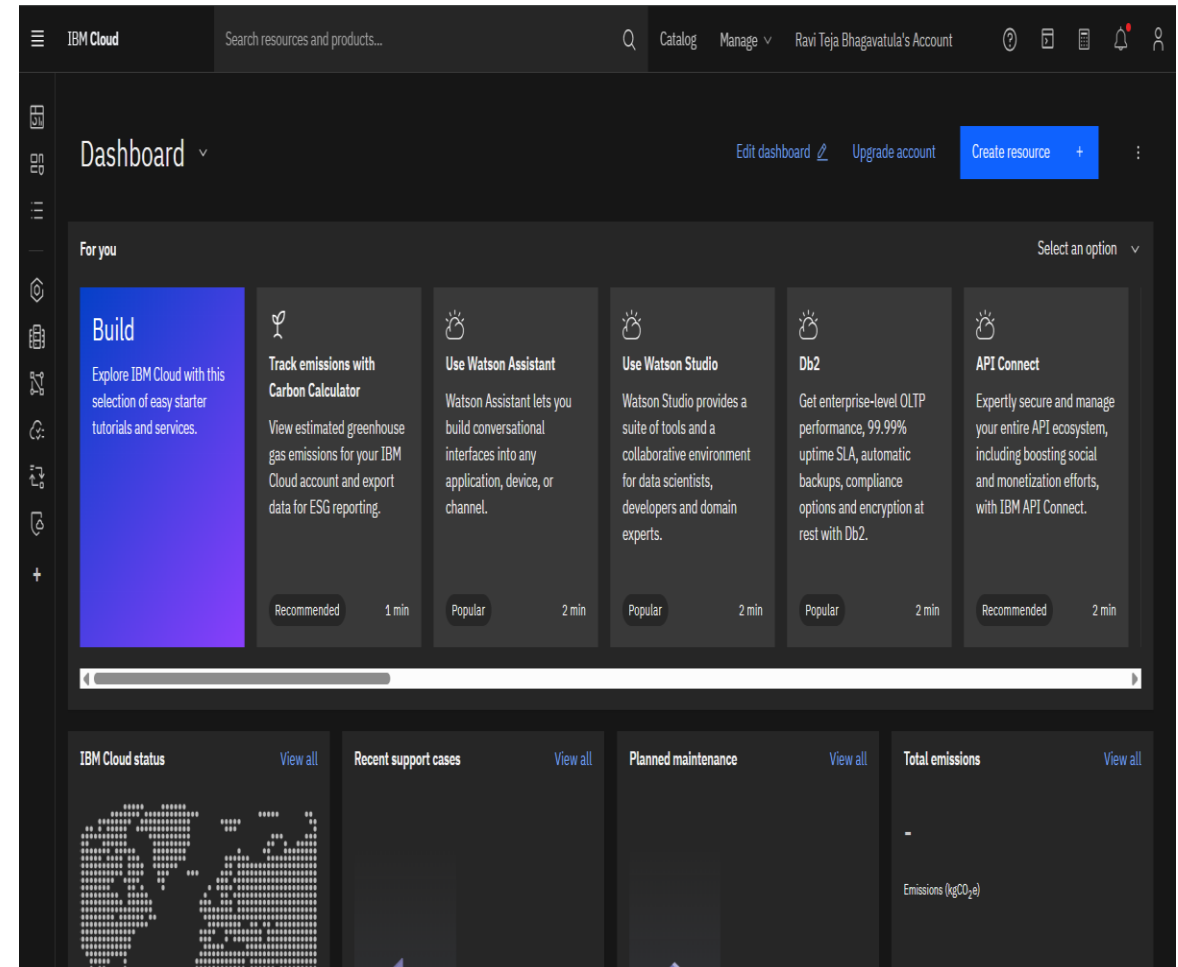 IBM Cloud
Search resources and products...
Catalog
Manage
Ravi Teja Bhagavatula's Account
Dashboard
Edit dashboard
Upgrade account
Create resource +
For you
Select an option
Build
Explore IBM Cloud with this
selection of easy starter
tutorials and services.
Track emissions with
Carbon Calculator
View estimated greenhouse
gas emissions for your IBM
Cloud account and export
data for ESG reporting.
Recommended
1 min
Use Watson Assistant
Watson Assistant lets you
build conversational
interfaces into any
application, device, or
channel.
Popular
2 min
Use Watson Studio
Watson Studio provides a
suite of tools and a
collaborative environment
for data scientists,
developers and domain
experts.
Popular
2 min
Db2
Get enterprise-level OLTP
performance, 99.99%
uptime SLA, automatic
backups, compliance
options and encryption at
rest with Db2.
Popular
2 min
API Connect
Expertly secure and manage
your entire API ecosystem,
including boosting social
and monetization efforts,
with IBM API Connect.
Recommended
2 min
IBM Cloud status
View all
Recent support cases
View all
Planned maintenance
View all
Total emissions
View all
-
Emissions (kgCO₂e)